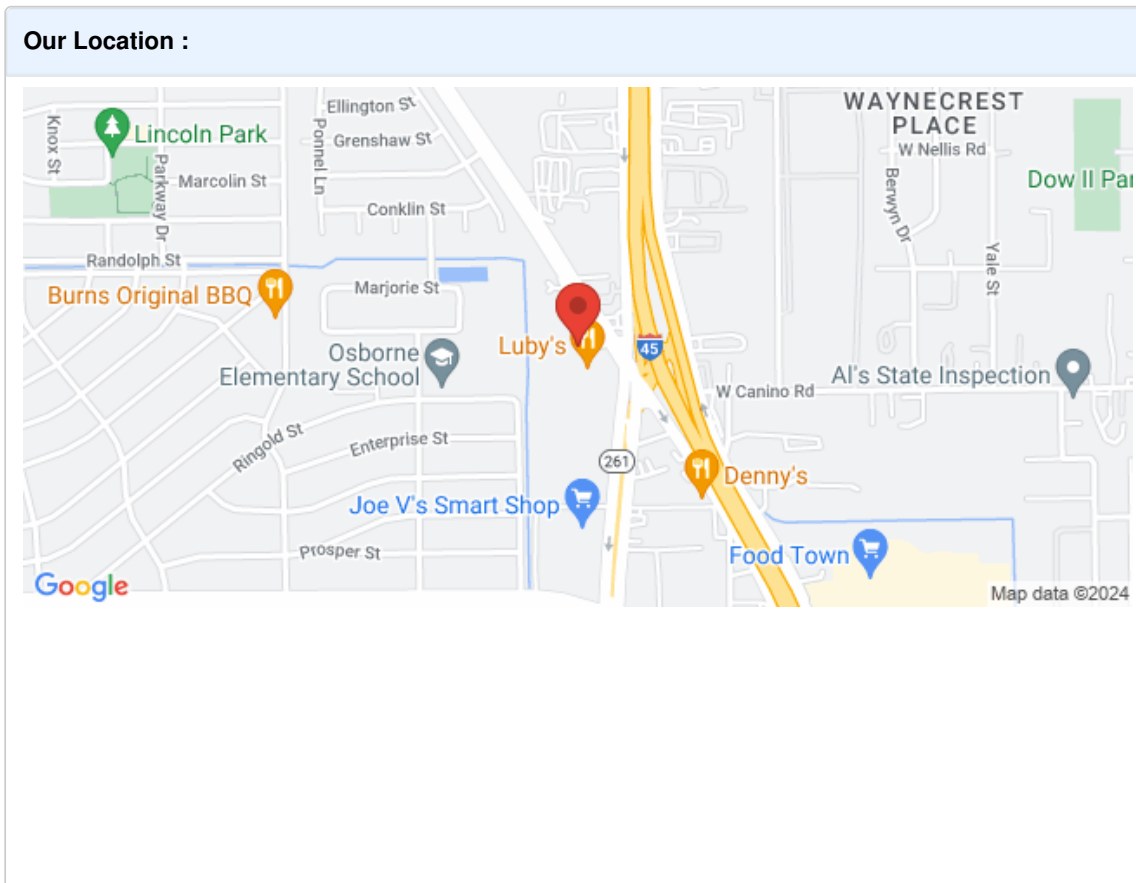 Our Location :
Ellington St
WAYNECREST
PLACE
Knox St
Lincoln Park
Ponnel Ln
Grenshaw St
W Nellis Rd
Parkway Dr
Marcolin St
Berwyn Dr
Dow II Par
Conklin St
Randolph St
Yale St
Burns Original BBQ
Marjorie St
Luby's
45
Osborne
Elementary School
Al's State Inspection
W Canino Rd
Ringold St
Enterprise St
261
Denny's
Joe V's Smart Shop
Prosper St
Food Town
Google
Map data ©2024